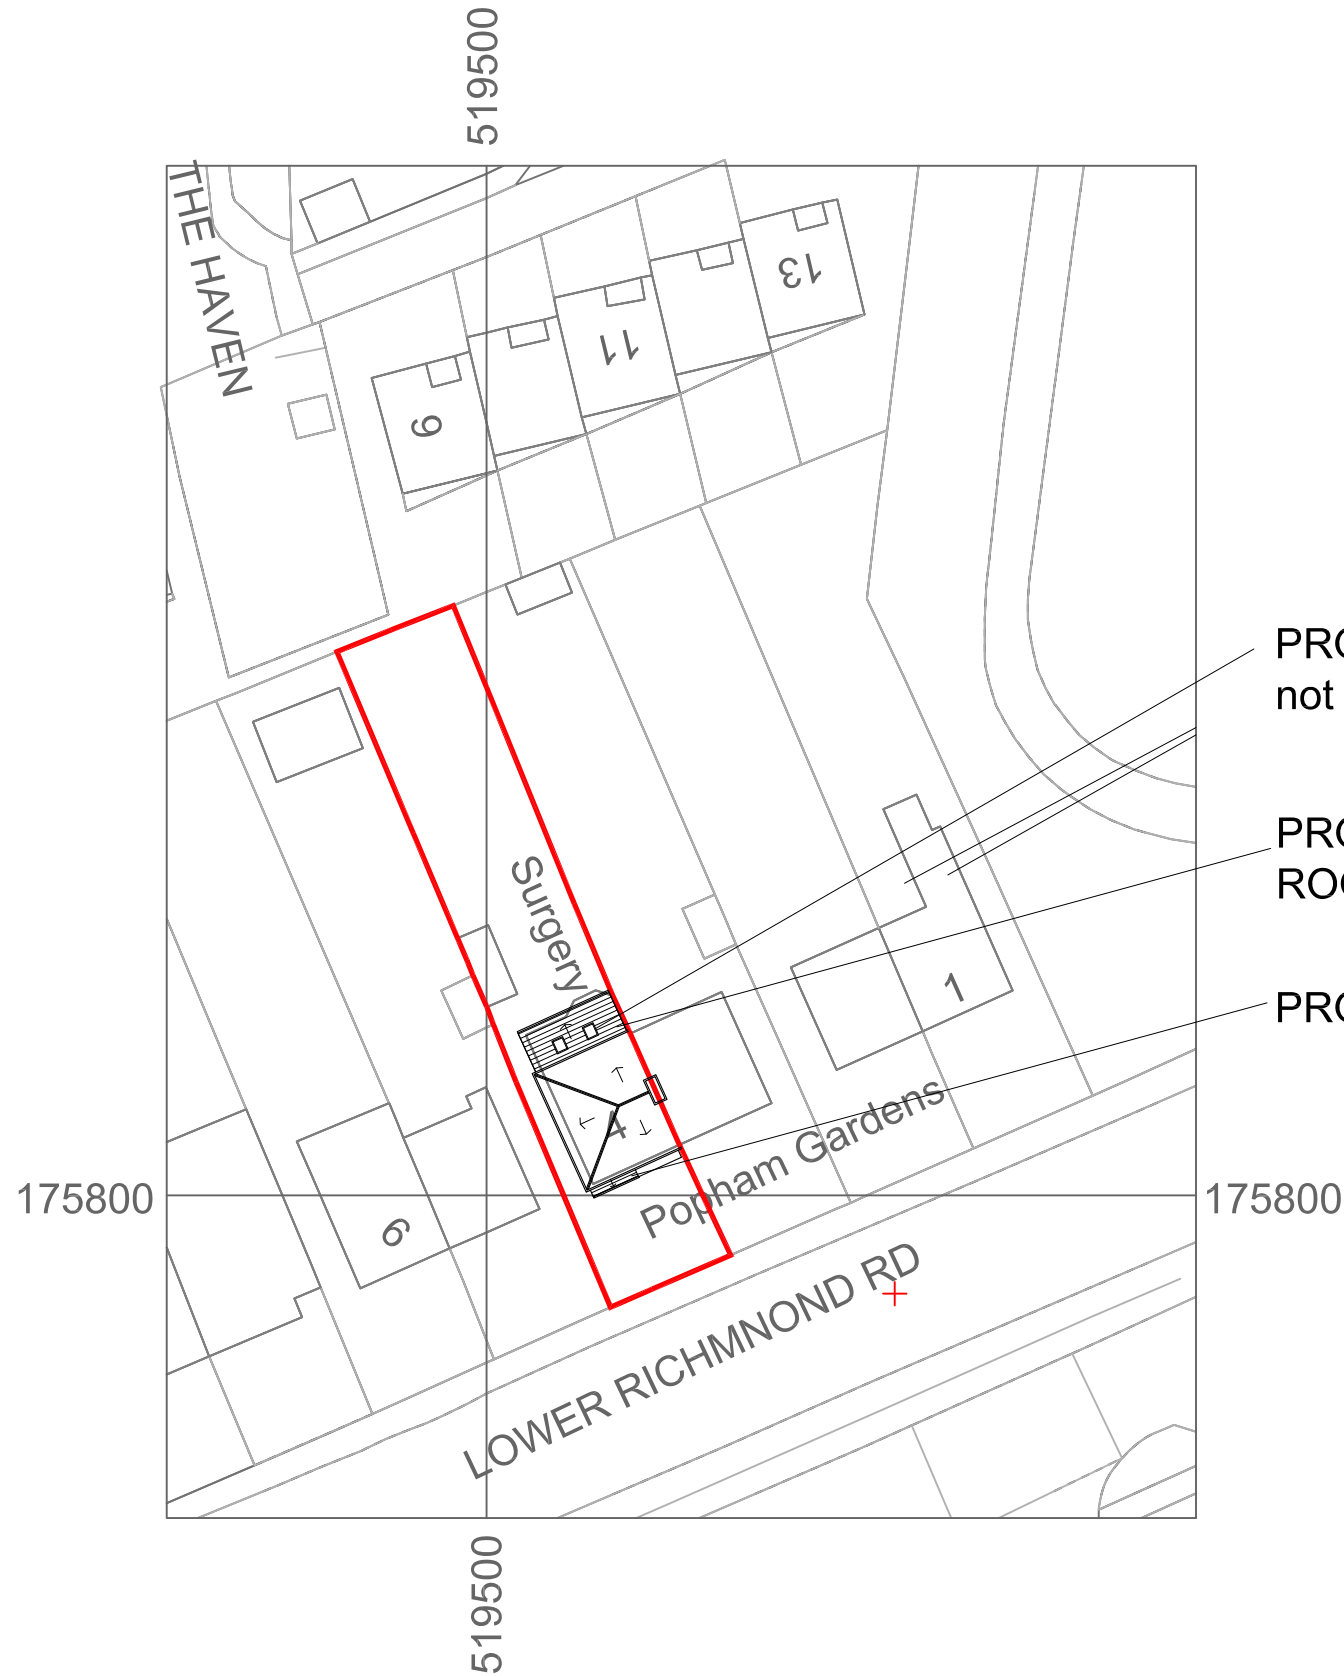 519500
THE HAVEN
13
11
9
PRO
not
Surgery
PRO
ROO
1
PRO
4
Popham Gardens
6
175800
175800
LOWER RICHMNOND RD
519500